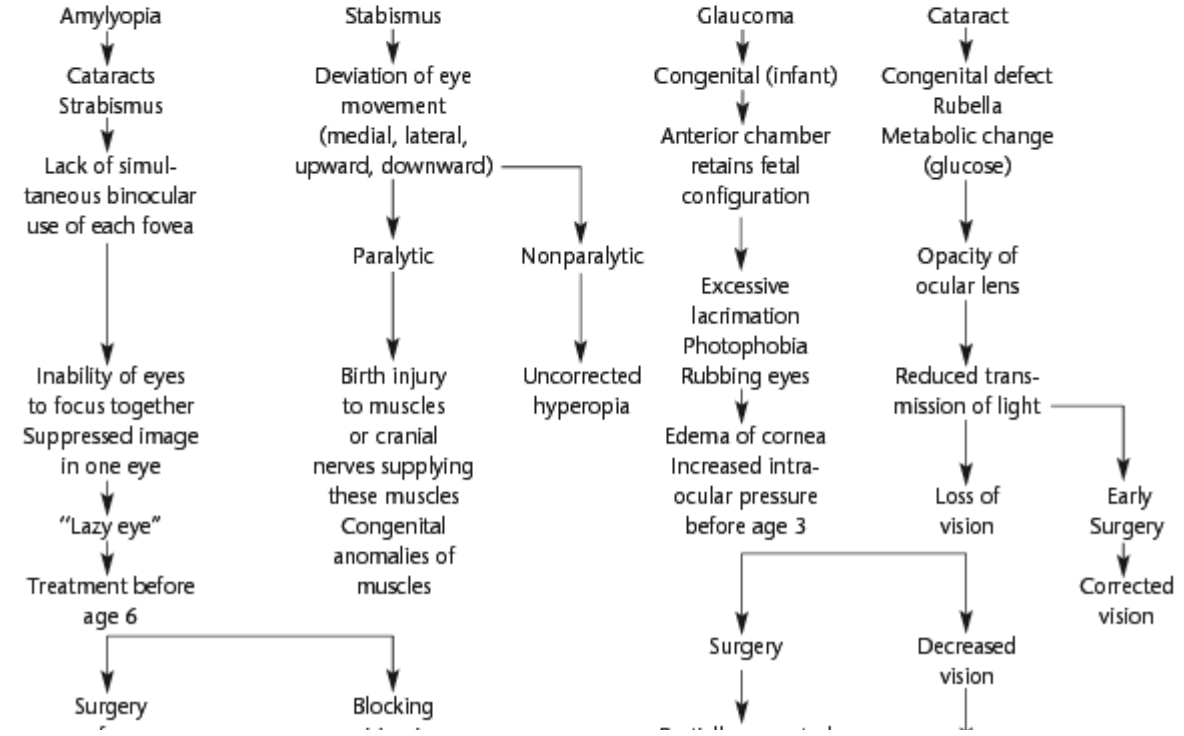 Amylyopia
Cataracts
Strabismus
Lack of simul-
taneous binocular
use of each fovea
Inability of eyes
to focus together
Suppressed image
in one eye
“Lazy eye”
Treatment before
age 6
Surgery
Blocking
Stabismus
Deviation of eye
movement
(medial, lateral,
upward, downward)
Paralytic
Birth injury
to muscles
or cranial
nerves supplying
these muscles
Congenital
anomalies of
muscles
Nonparalytic
Uncorrected
hyperopia
Glaucoma
Congenital (infant)
Anterior chamber
retains fetal
configuration
Excessive
lacrimation
Photophobia
Rubbing eyes
Edema of cornea
Increased intra-
ocular pressure
before age 3
Surgery
Decreased
vision
Cataract
Congenital defect
Rubella
Metabolic change
(glucose)
Opacity of
ocular lens
Reduced trans-
mission of light
Loss of
vision
Early
Surgery
Corrected
vision